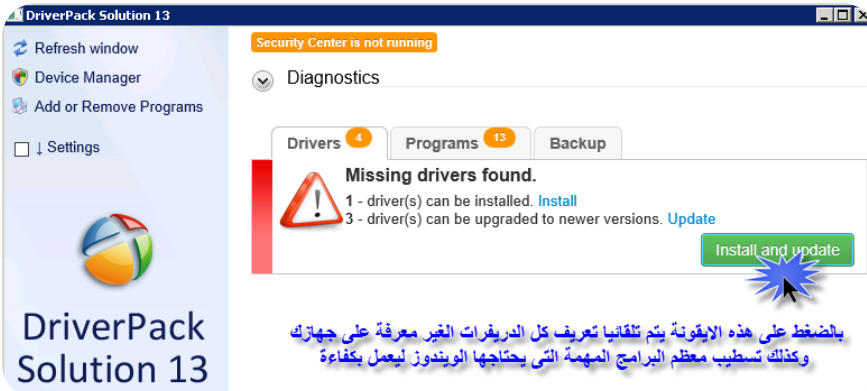 DriverPack Solution 13
Refresh window
Device Manager
Add or Remove Programs
↓ Settings
DriverPack
Solution 13
Security Center is not running
Diagnostics
Drivers 4
Programs 13
Backup
Missing drivers found.
1 - driver(s) can be installed. Install
3 - driver(s) can be upgraded to newer versions. Update
Install and update
بالضغط على هذه الايقونة يتم تلقائيا تعريف كل الدريفرات الغير معرفة على جهازك
وكذلك تسطيب معظم البرامج المهمة التى يحتاجها الويندوز ليعمل بكفاءة